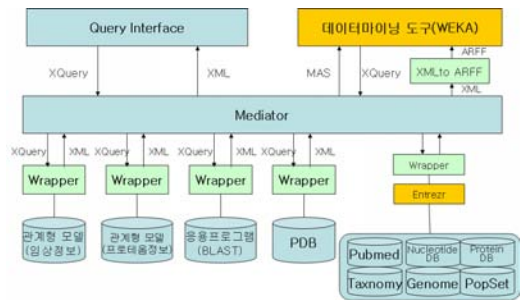 Query Interface
데이터마이닝 도구(WEKA)
ARFF
XQuery
XML
MAS
XQuery
XMLto ARFF
XML
Mediator
XQuery
XML
XQuery
XML
XQuery
XML
XQuery
XML
Wrapper
Wrapper
Wrapper
Wrapper
Wrapper
Entrezr
관계형 모델
(임상정보)
관계형 모델
(프로테옴정보)
응용프로그램
(BLAST)
PDB
Pubmed
Nucleotide
DB
Protein
DB
Taxnomy
Genome
PopSet